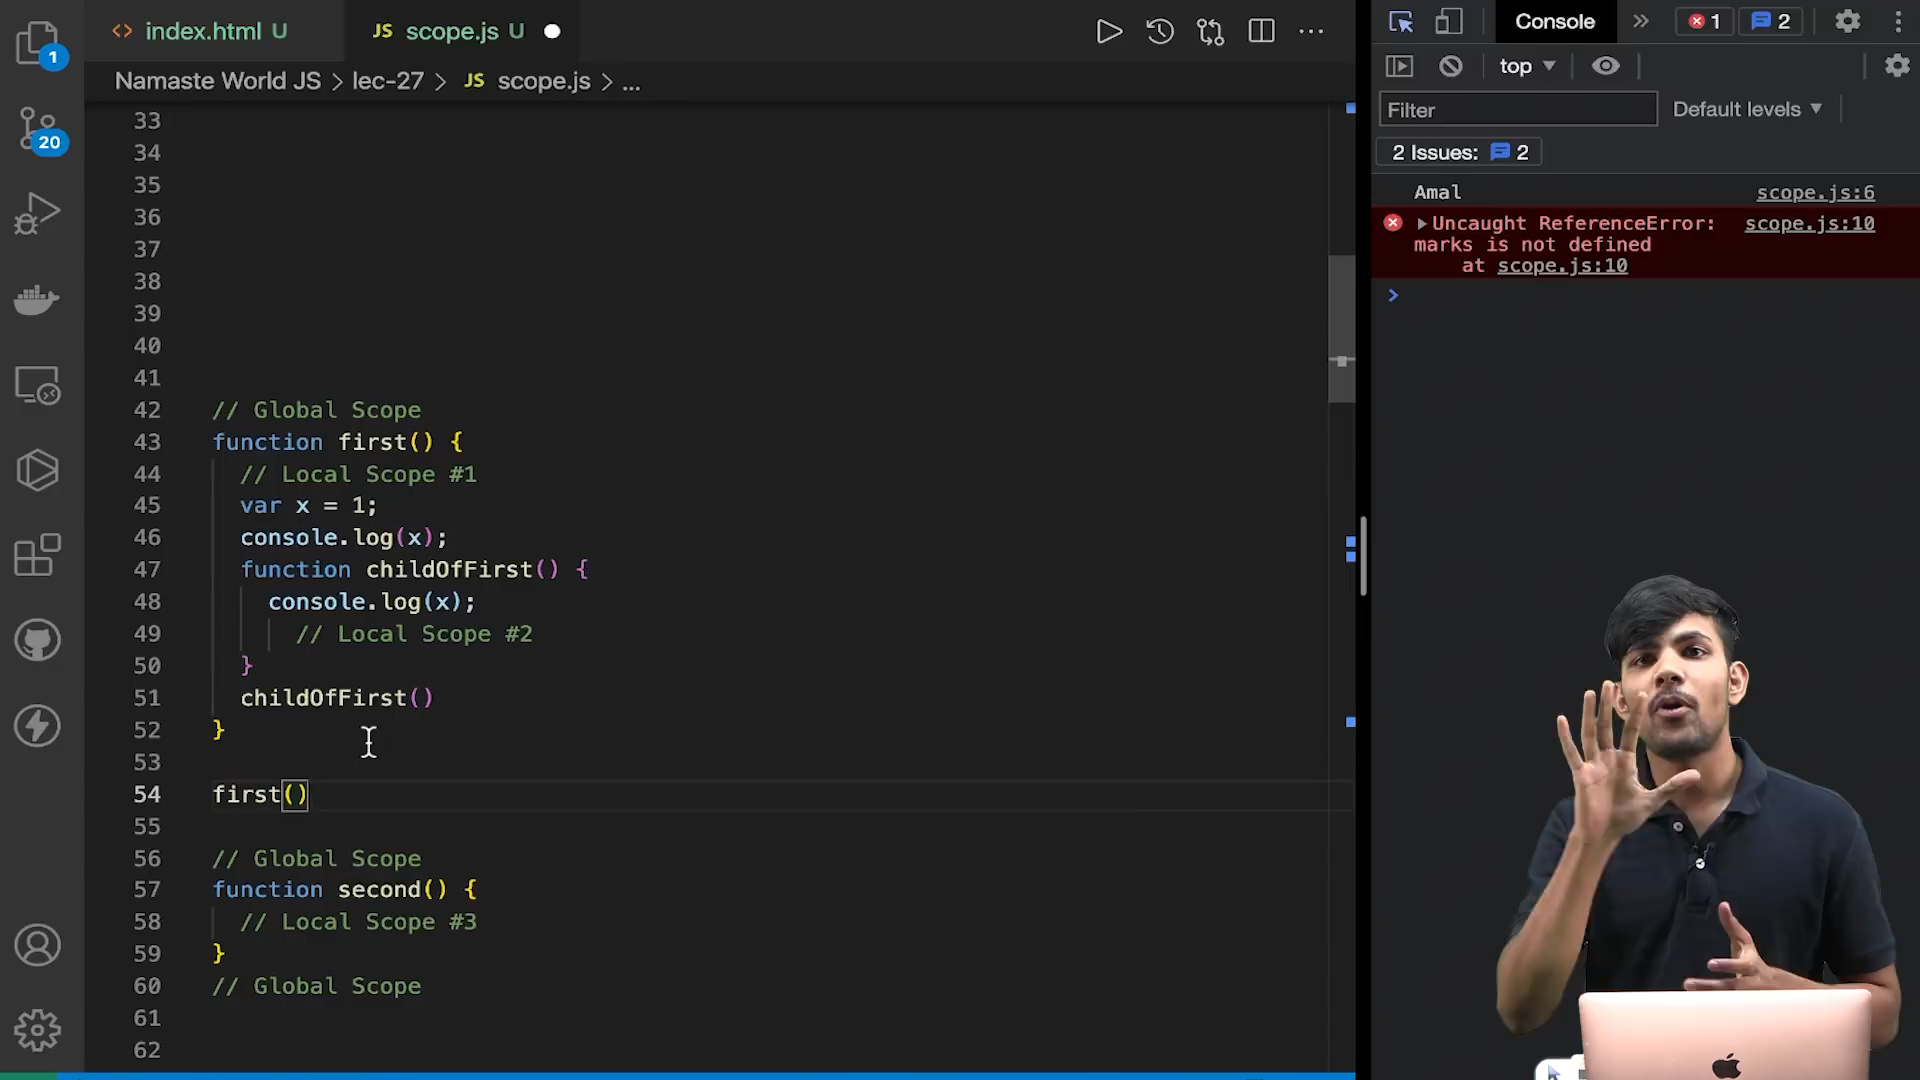 index.html U
JS scope.js U
Namaste World JS > lec-27 > JS scope.js > ...
1
20
33
34
35
36
37
38
39
40
41
42 // Global Scope
43 function first() {
44 // Local Scope #1
45 var x = 1;
46 console.log(x);
47 function childOfFirst() {
48 console.log(x);
49 // Local Scope #2
50 }
51 childOfFirst()
52 }
53
54 first()
55
56 // Global Scope
57 function second() {
58 // Local Scope #3
59 }
60 // Global Scope
61
62
Console » 1 2
top
Filter Default levels
2 Issues: 2
Amal scope.js:6
Uncaught ReferenceError: scope.js:10
marks is not defined
at scope.js:10
>